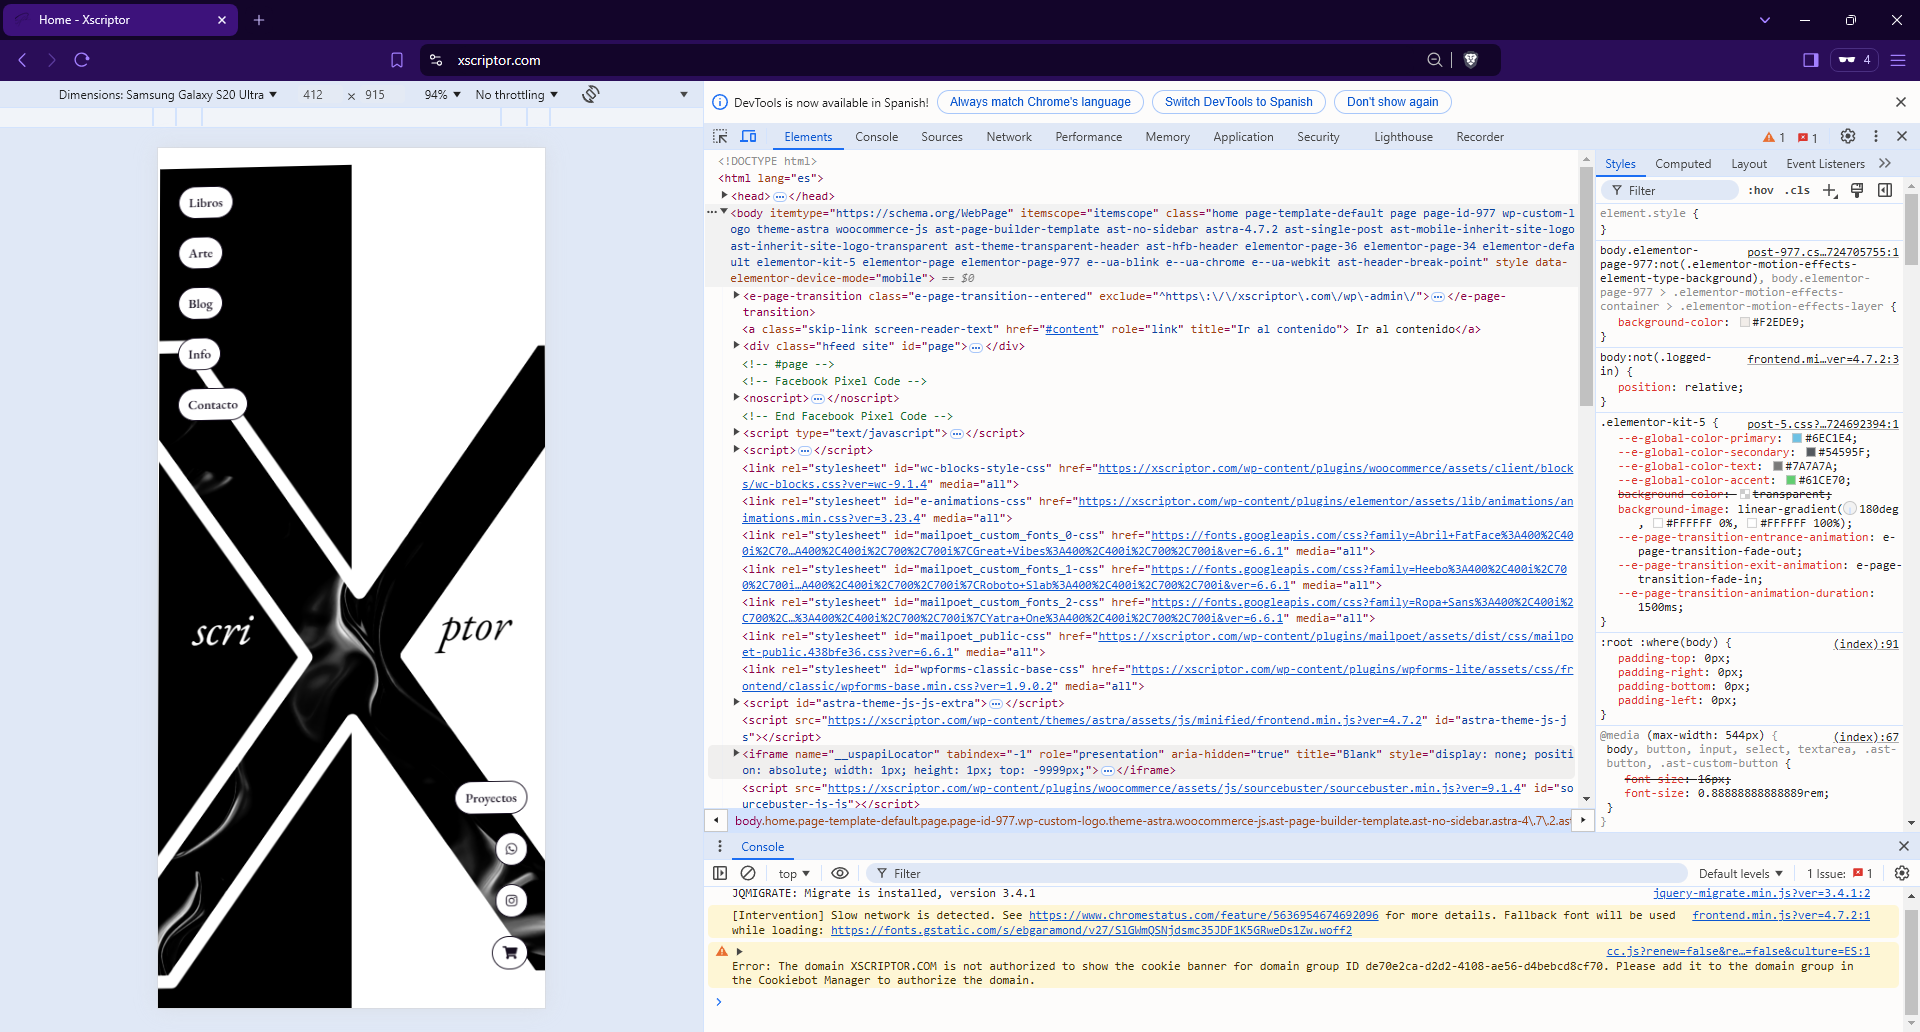 Home - Xscriptor
xscriptor.com
4
Dimensions: Samsung Galaxy S20 Ultra ▼ 412 × 915 94% ▼ No throttling ▼
Libros
Arte
Blog
Info
Contacto
scri
ptor
Proyectos
DevTools is now available in Spanish! Always match Chrome's language Switch DevTools to Spanish Don't show again
Elements Console Sources Network Performance Memory Application Security Lighthouse Recorder 1 1
<!DOCTYPE html>
<html lang="es">
<head> ⋯ </head>
<body itemtype="https://schema.org/WebPage" itemscope="itemscope" class="home page-template-default page page-id-977 wp-custom-l
ogo theme-astra woocommerce-js ast-page-builder-template ast-no-sidebar astra-4.7.2 ast-single-post ast-mobile-inherit-site-logo
ast-inherit-site-logo-transparent ast-theme-transparent-header ast-hfb-header elementor-page-36 elementor-page-34 elementor-defa
ult elementor-kit-5 elementor-page elementor-page-977 e--ua-blink e--ua-chrome e--ua-webkit ast-header-break-point" style data-
elementor-device-mode="mobile"> == $0
<e-page-transition class="e-page-transition--entered" exclude="^https\:\/\/xscriptor\.com\/wp\-admin\/"> ⋯ </e-page-
transition>
<a class="skip-link screen-reader-text" href="#content" role="link" title="Ir al contenido"> Ir al contenido</a>
<div class="hfeed site" id="page"> ⋯ </div>
<!-- #page -->
<!-- Facebook Pixel Code -->
<noscript> ⋯ </noscript>
<!-- End Facebook Pixel Code -->
<script type="text/javascript"> ⋯ </script>
<script> ⋯ </script>
<link rel="stylesheet" id="wc-blocks-style-css" href="https://xscriptor.com/wp-content/plugins/woocommerce/assets/client/block
s/wc-blocks.css?ver=wc-9.1.4" media="all">
<link rel="stylesheet" id="e-animations-css" href="https://xscriptor.com/wp-content/plugins/elementor/assets/lib/animations/an
imations.min.css?ver=3.23.4" media="all">
<link rel="stylesheet" id="mailpoet_custom_fonts_0-css" href="https://fonts.googleapis.com/css?family=Abril+FatFace%3A400%2C40
0i%2C70…A400%2C400i%2C700%2C700i%7CGreat+Vibes%3A400%2C400i%2C700%2C700i&ver=6.6.1" media="all">
<link rel="stylesheet" id="mailpoet_custom_fonts_1-css" href="https://fonts.googleapis.com/css?family=Heebo%3A400%2C400i%2C70
0%2C700i…A400%2C400i%2C700%2C700i%7CRoboto+Slab%3A400%2C400i%2C700%2C700i&ver=6.6.1" media="all">
<link rel="stylesheet" id="mailpoet_custom_fonts_2-css" href="https://fonts.googleapis.com/css?family=Ropa+Sans%3A400%2C400i%2
C700%2C…%3A400%2C400i%2C700%2C700i%7CYatra+One%3A400%2C400i%2C700%2C700i&ver=6.6.1" media="all">
<link rel="stylesheet" id="mailpoet_public-css" href="https://xscriptor.com/wp-content/plugins/mailpoet/assets/dist/css/mailpo
et-public.438bfe36.css?ver=6.6.1" media="all">
<link rel="stylesheet" id="wpforms-classic-base-css" href="https://xscriptor.com/wp-content/plugins/wpforms-lite/assets/css/fr
ontend/classic/wpforms-base.min.css?ver=1.9.0.2" media="all">
<script id="astra-theme-js-js-extra"> ⋯ </script>
<script src="https://xscriptor.com/wp-content/themes/astra/assets/js/minified/frontend.min.js?ver=4.7.2" id="astra-theme-js-j
s"></script>
<iframe name="__uspapiLocator" tabindex="-1" role="presentation" aria-hidden="true" title="Blank" style="display: none; positi
on: absolute; width: 1px; height: 1px; top: -9999px;"> ⋯ </iframe>
<script src="https://xscriptor.com/wp-content/plugins/woocommerce/assets/js/sourcebuster/sourcebuster.min.js?ver=9.1.4" id="so
urcebuster-js-js"></script>
body.home.page-template-default.page.page-id-977.wp-custom-logo.theme-astra.woocommerce-js.ast-page-builder-template.ast-no-sidebar.astra-4\.7\.2.as
Styles Computed Layout Event Listeners
Filter :hov .cls
element.style {
}
body.elementor- post-977.cs…724705755:1
page-977:not(.elementor-motion-effects-
element-type-background), body.elementor-
page-977 > .elementor-motion-effects-
container > .elementor-motion-effects-layer {
background-color: #F2EDE9;
}
body:not(.logged- frontend.mi…ver=4.7.2:3
in) {
position: relative;
}
.elementor-kit-5 { post-5.css?…724692394:1
--e-global-color-primary: #6EC1E4;
--e-global-color-secondary: #54595F;
--e-global-color-text: #7A7A7A;
--e-global-color-accent: #61CE70;
background-color: transparent;
background-image: linear-gradient( 180deg
, #FFFFFF 0%, #FFFFFF 100%);
--e-page-transition-entrance-animation: e-
page-transition-fade-out;
--e-page-transition-exit-animation: e-page-
transition-fade-in;
--e-page-transition-animation-duration:
1500ms;
}
:root :where(body) { (index):91
padding-top: 0px;
padding-right: 0px;
padding-bottom: 0px;
padding-left: 0px;
}
@media (max-width: 544px) { (index):67
body, button, input, select, textarea, .ast-
button, .ast-custom-button {
font-size: 16px;
font-size: 0.88888888888889rem;
}
}
Console
top ▼ Filter Default levels ▼ 1 Issue: 1
JQMIGRATE: Migrate is installed, version 3.4.1 jquery-migrate.min.js?ver=3.4.1:2
[Intervention] Slow network is detected. See https://www.chromestatus.com/feature/5636954674692096 for more details. Fallback font will be used frontend.min.js?ver=4.7.2:1
while loading: https://fonts.gstatic.com/s/ebgaramond/v27/SlGWmQSNjdsmc35JDF1K5GRweDs1Zw.woff2
cc.js?renew=false&re…=false&culture=ES:1
Error: The domain XSCRIPTOR.COM is not authorized to show the cookie banner for domain group ID de70e2ca-d2d2-4108-ae56-d4bebcd8cf70. Please add it to the domain group in
the Cookiebot Manager to authorize the domain.